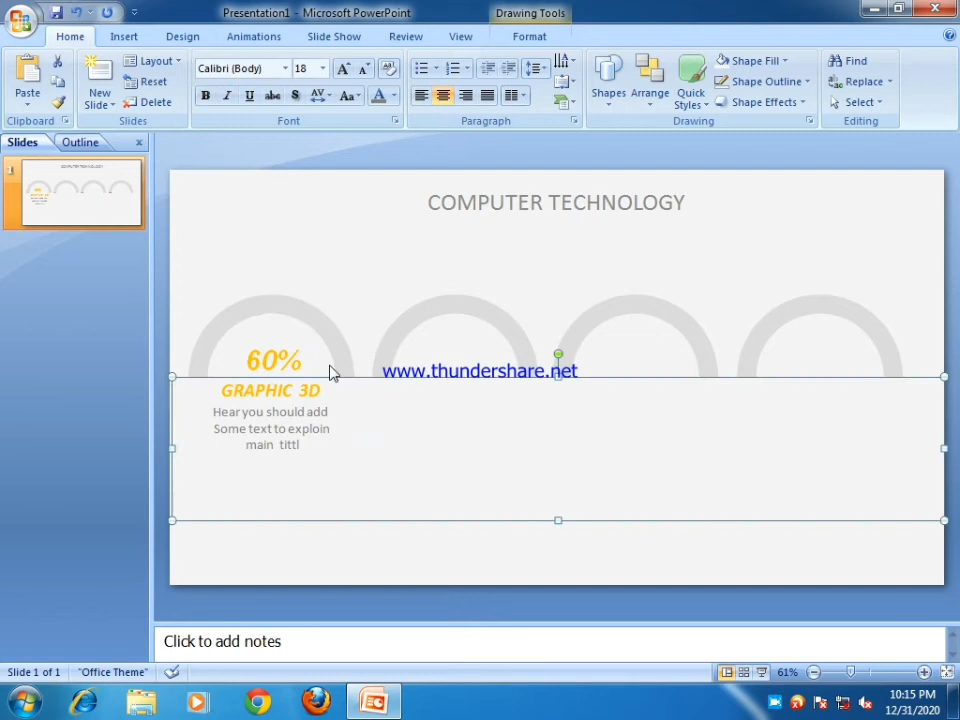 Presentation1 - Microsoft PowerPoint
Drawing Tools
Home
Insert
Design
Animations
Slide Show
Review
View
Format
Paste
Clipboard
New
Slide
Layout
Reset
Delete
Slides
Calibri (Body)
18
B I U abc S AV Aa A
Font
Paragraph
Shapes
Arrange
Quick
Styles
Shape Fill
Shape Outline
Shape Effects
Drawing
Find
Replace
Select
Editing
Slides
Outline
1
COMPUTER TECHNOLOGY
60%
www.thundershare.net
GRAPHIC 3D
Hear you should add
Some text to exploin
main tittl
Click to add notes
Slide 1 of 1
"Office Theme"
61%
10:15 PM
12/31/2020